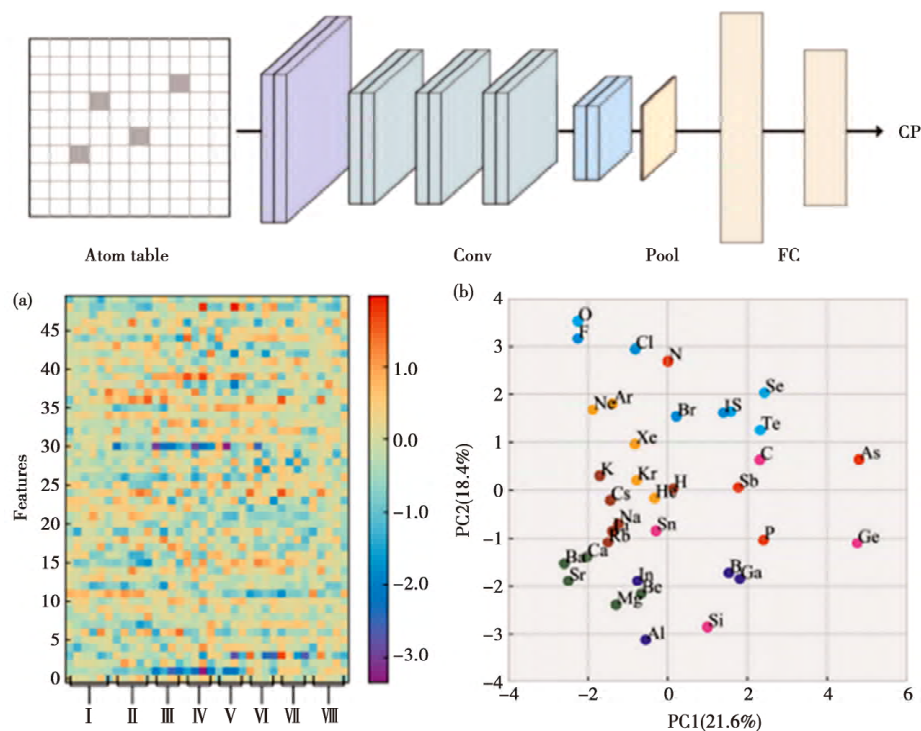 CP
Atom table
Conv
Pool
FC
(a)
Features
45
40
35
30
25
20
15
10
5
0
1.0
0.0
−1.0
−2.0
−3.0
Ⅰ Ⅱ Ⅲ Ⅳ Ⅴ Ⅵ Ⅶ Ⅷ
(b)
PC2(18.4%)
4
3
2
1
0
−1
−2
−3
−4
O
F
Cl
N
Se
Ne
Ar
Br
I
S
Te
Xe
C
As
K
Kr
H
Sb
Cs
He
Na
Sn
Rb
P
Ge
Ba
Ca
Sr
In
Be
B
Ga
Mg
Al
Si
−4 −2 0 2 4 6
PC1(21.6%)